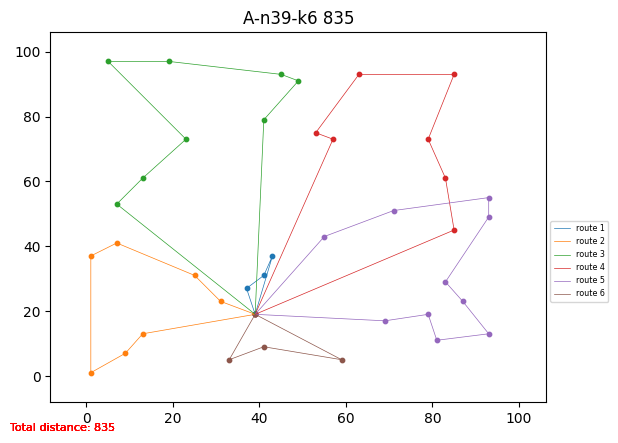 A-n39-k6 835
100
80
60
40
20
0
0 20 40 60 80 100
route 1
route 2
route 3
route 4
route 5
route 6
Total distance: 835